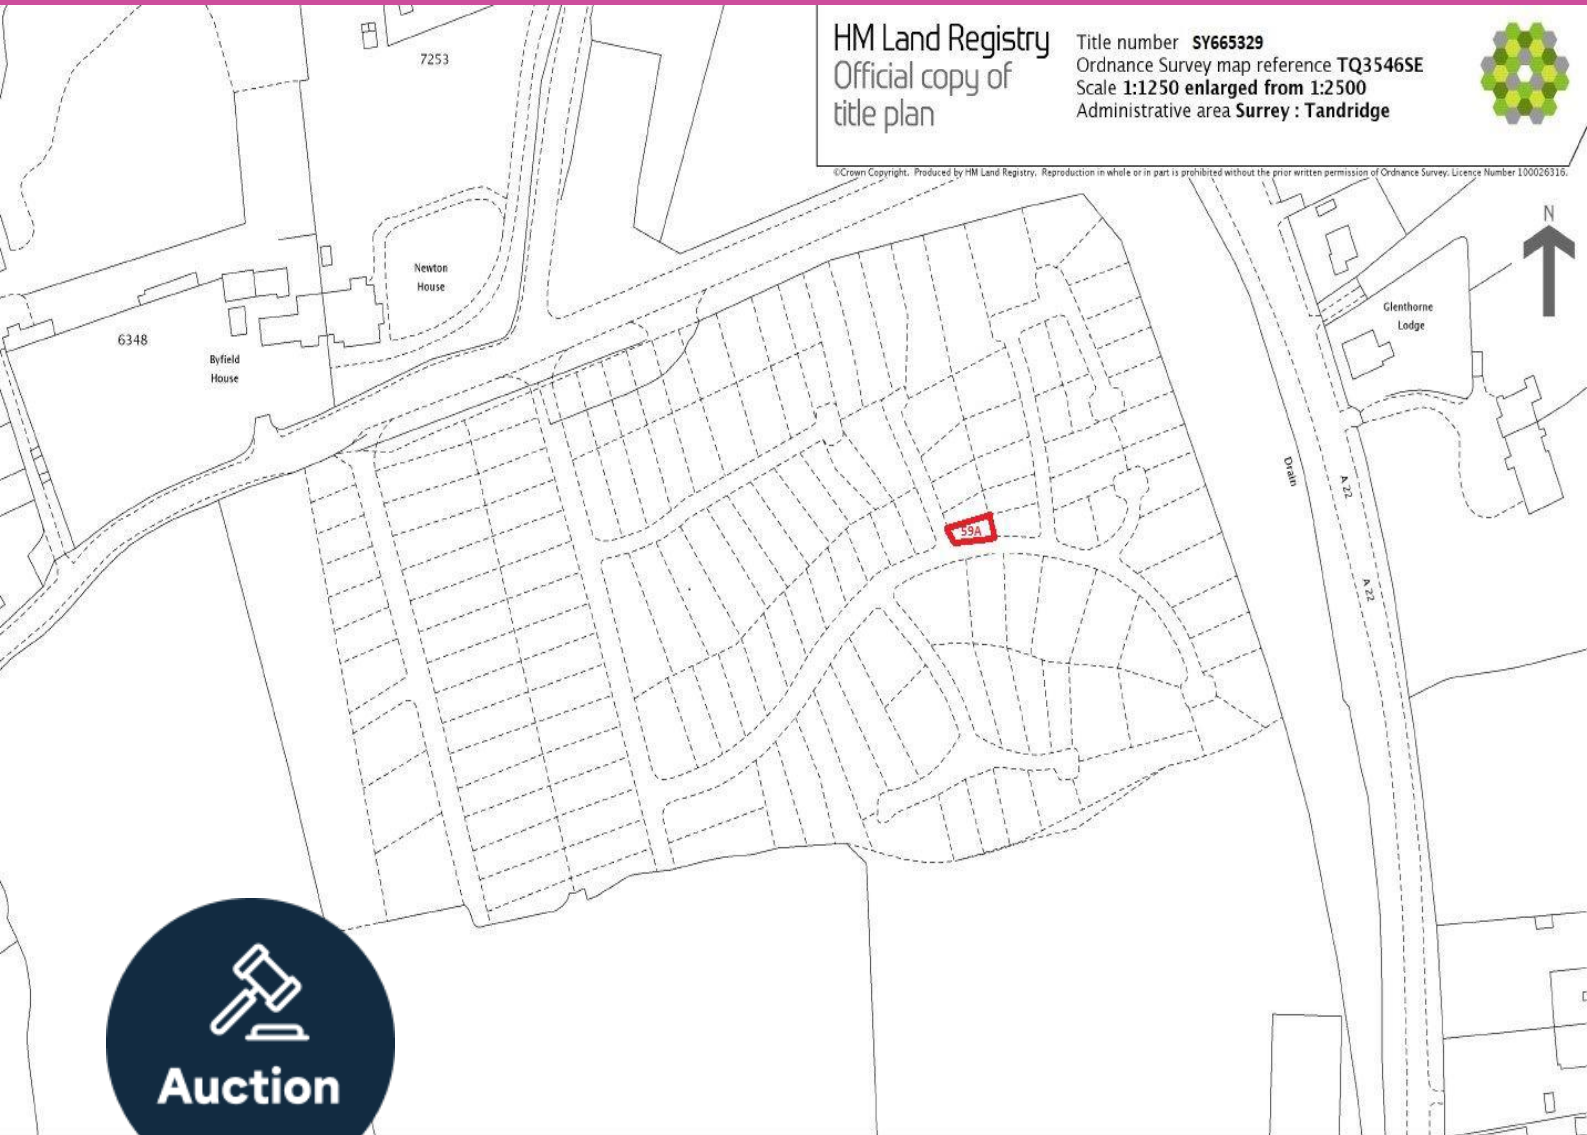 HM Land Registry
Official copy of
title plan
Title number SY665329
Ordnance Survey map reference TQ3546SE
Scale 1:1250 enlarged from 1:2500
Administrative area Surrey : Tandridge
©Crown Copyright. Produced by HM Land Registry. Reproduction in whole or in part is prohibited without the prior written permission of Ordnance Survey. Licence Number 100026316.
7253
N
Newton
House
Glenthorne
Lodge
6348
Byfield
House
Drain
A 22
59A
A 22
Auction